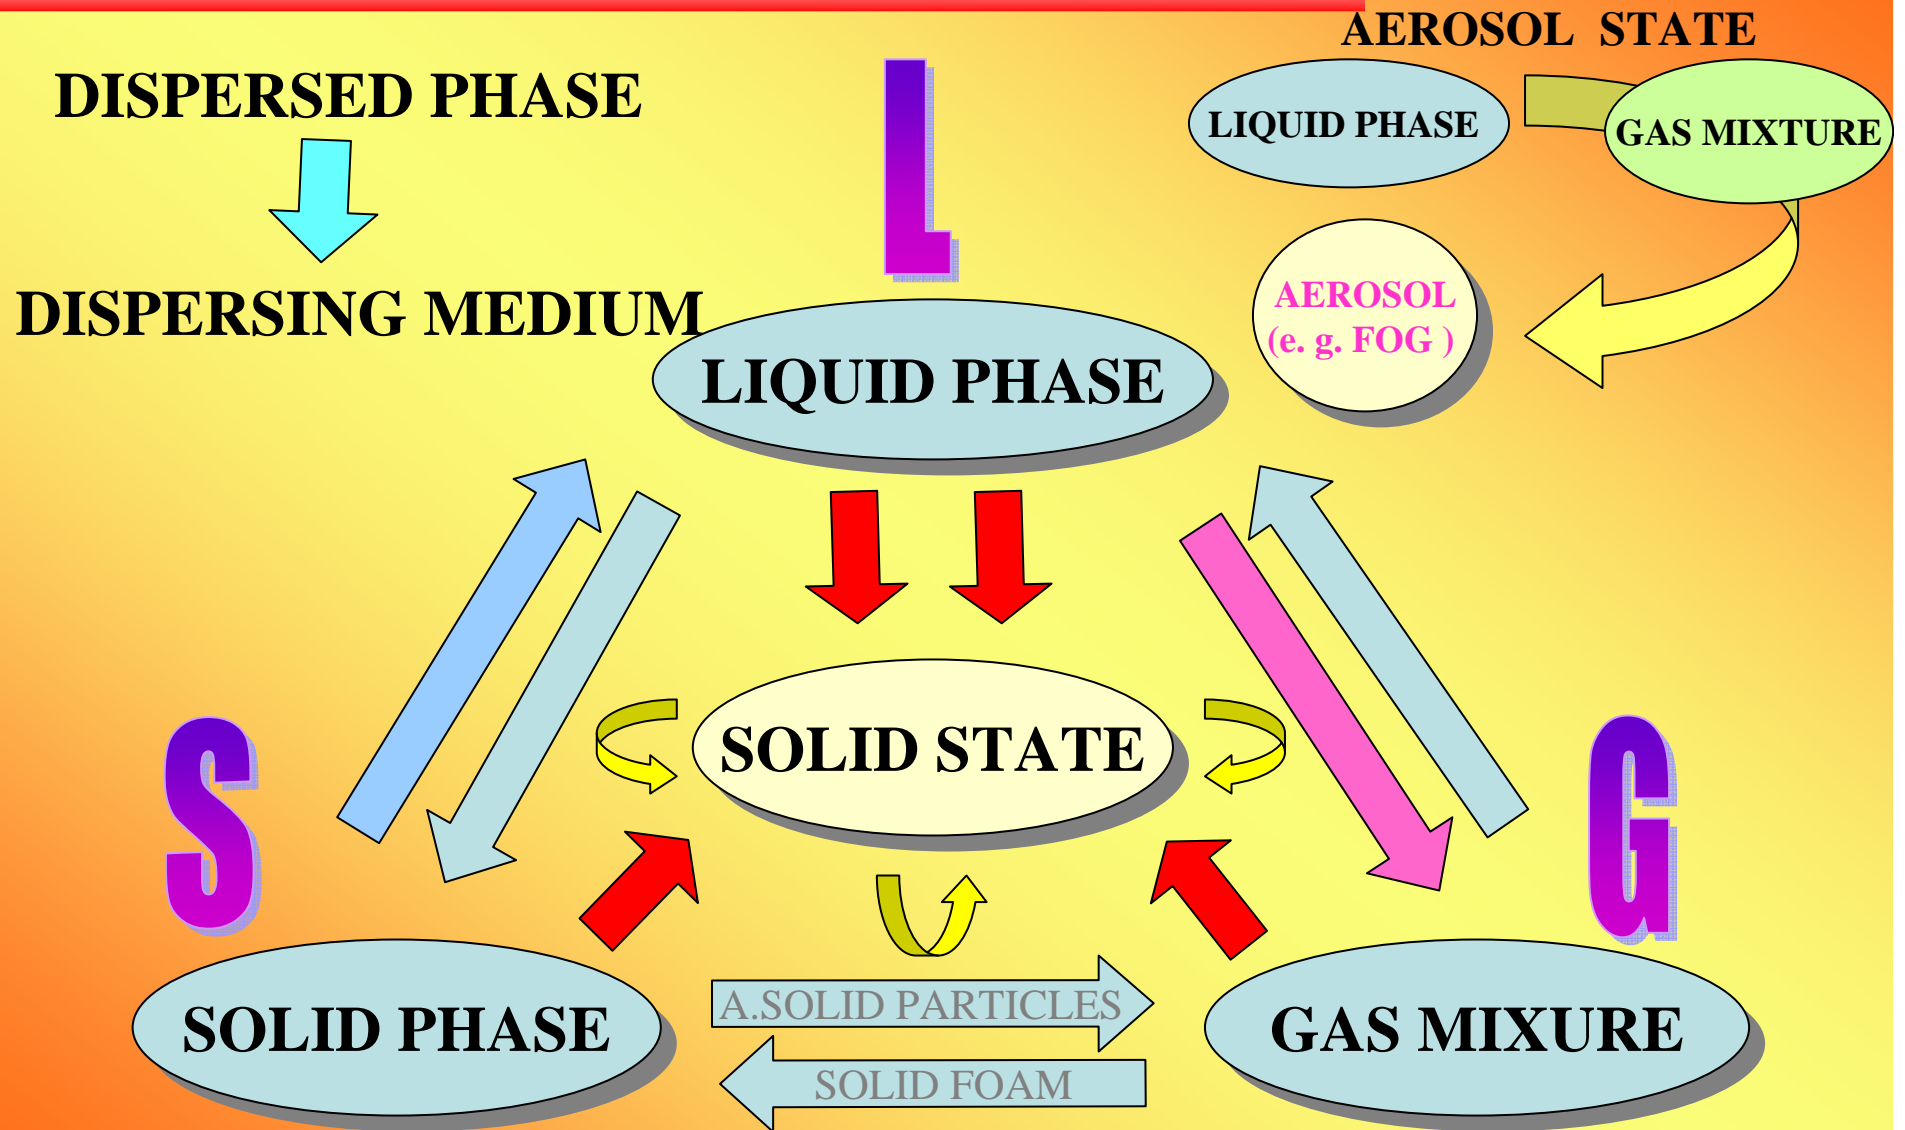 AEROSOL STATE
DISPERSED PHASE
LIQUID PHASE
GAS MIXTURE
L
DISPERSING MEDIUM
AEROSOL
(e. g. FOG )
LIQUID PHASE
SOLID STATE
S
G
SOLID PHASE
A.SOLID PARTICLES
GAS MIXURE
SOLID FOAM